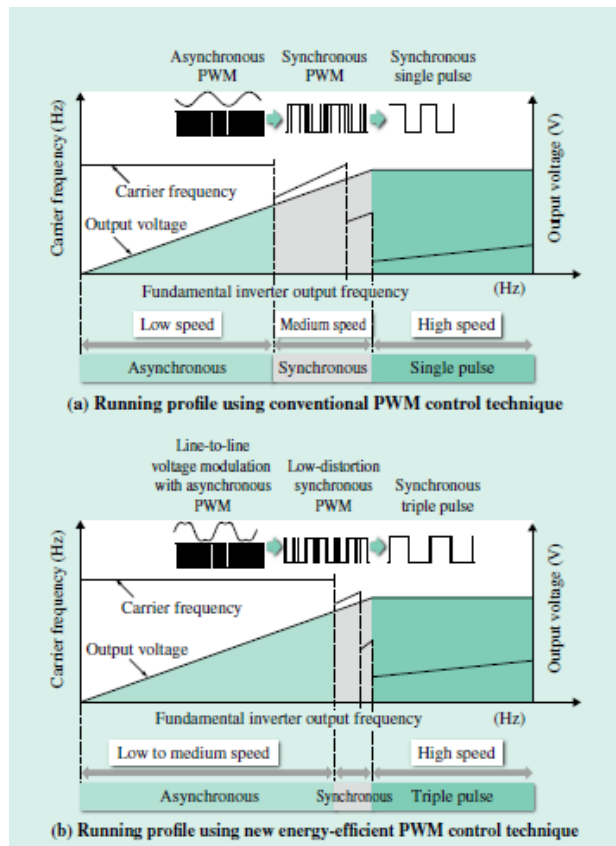 Asynchronous
PWM
Synchronous
PWM
Synchronous
single pulse
Carrier frequency (Hz)
Output voltage (V)
Carrier frequency
Output voltage
Fundamental inverter output frequency
(Hz)
Low speed
Medium speed
High speed
Asynchronous
Synchronous
Single pulse
(a) Running profile using conventional PWM control technique
Line-to-line
voltage modulation
with asynchronous
PWM
Low-distortion
synchronous
PWM
Synchronous
triple pulse
Carrier frequency (Hz)
Output voltage (V)
Carrier frequency
Output voltage
Fundamental inverter output frequency
(Hz)
Low to medium speed
High speed
Asynchronous
Synchronous
Triple pulse
(b) Running profile using new energy-efficient PWM control technique